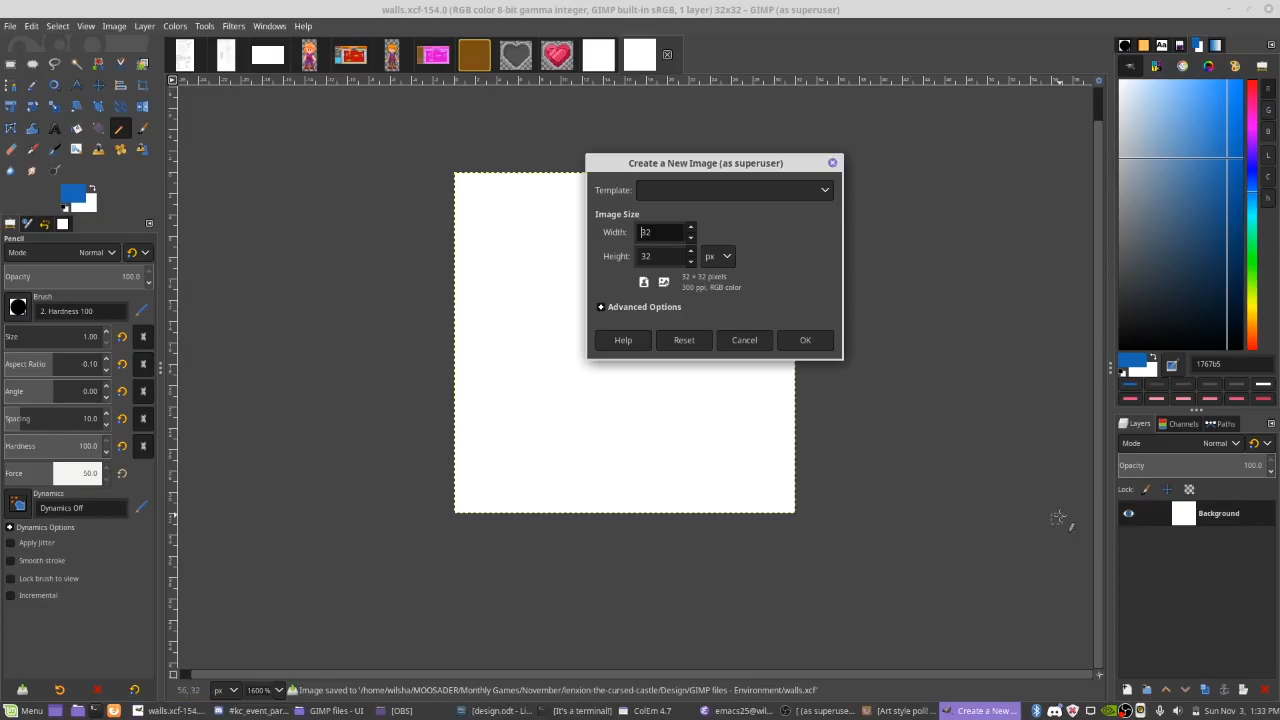 walls.xcf-154.0 (RGB color 8-bit gamma integer, GIMP built-in sRGB, 1 layer) 32x32 – GIMP (as superuser)
File Edit Select View Image Layer Colors Tools Filters Windows Help
Create a New Image (as superuser)
Template:
Image Size
Width: 32
Height: 32 px
32 × 32 pixels
300 ppi, RGB color
Advanced Options
Help Reset Cancel OK
Pencil
Mode Normal
Opacity 100.0
Brush
2. Hardness 100
Size 1.00
Aspect Ratio -0.10
Angle 0.00
Spacing 10.0
Hardness 100.0
Force 50.0
Dynamics
Dynamics Off
Dynamics Options
Apply Jitter
Smooth stroke
Lock brush to view
Incremental
R
G
B
L
C
h
1767b5
Layers Channels Paths
Mode Normal
Opacity 100.0
Lock:
Background
56, 32 px 1600 % Image saved to '/home/wilsha/MOOSADER/Monthly Games/November/lenxion-the-cursed-castle/Design/GIMP files - Environment/walls.xcf'
Menu walls.xcf-154.... #kc_event_par... GIMP files - UI [OBS] [design.odt - Li... [It's a terminal!] ColEm 4.7 emacs25@wil... [ (as superuse... [Art style poll! ... Create a New ... Sun Nov 3, 1:33 PM